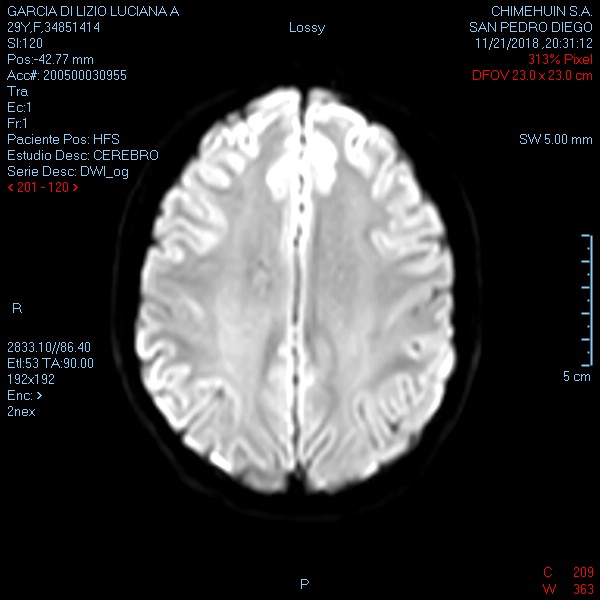 GARCIA DI LIZIO LUCIANA A
29Y,F,34851414
Sl:120
Pos:-42.77 mm
Acc#: 200500030955
Tra
Ec:1
Fr:1
Paciente Pos: HFS
Estudio Desc: CEREBRO
Serie Desc: DWI_og
< 201 - 120 >
Lossy
CHIMEHUIN S.A.
SAN PEDRO DIEGO
11/21/2018 ,20:31:12
313% Pixel
DFOV 23.0 x 23.0 cm
SW 5.00 mm
R
2833.10//86.40
Etl:53 TA:90.00
192x192
Enc: >
2nex
5 cm
P
C 209
W 363